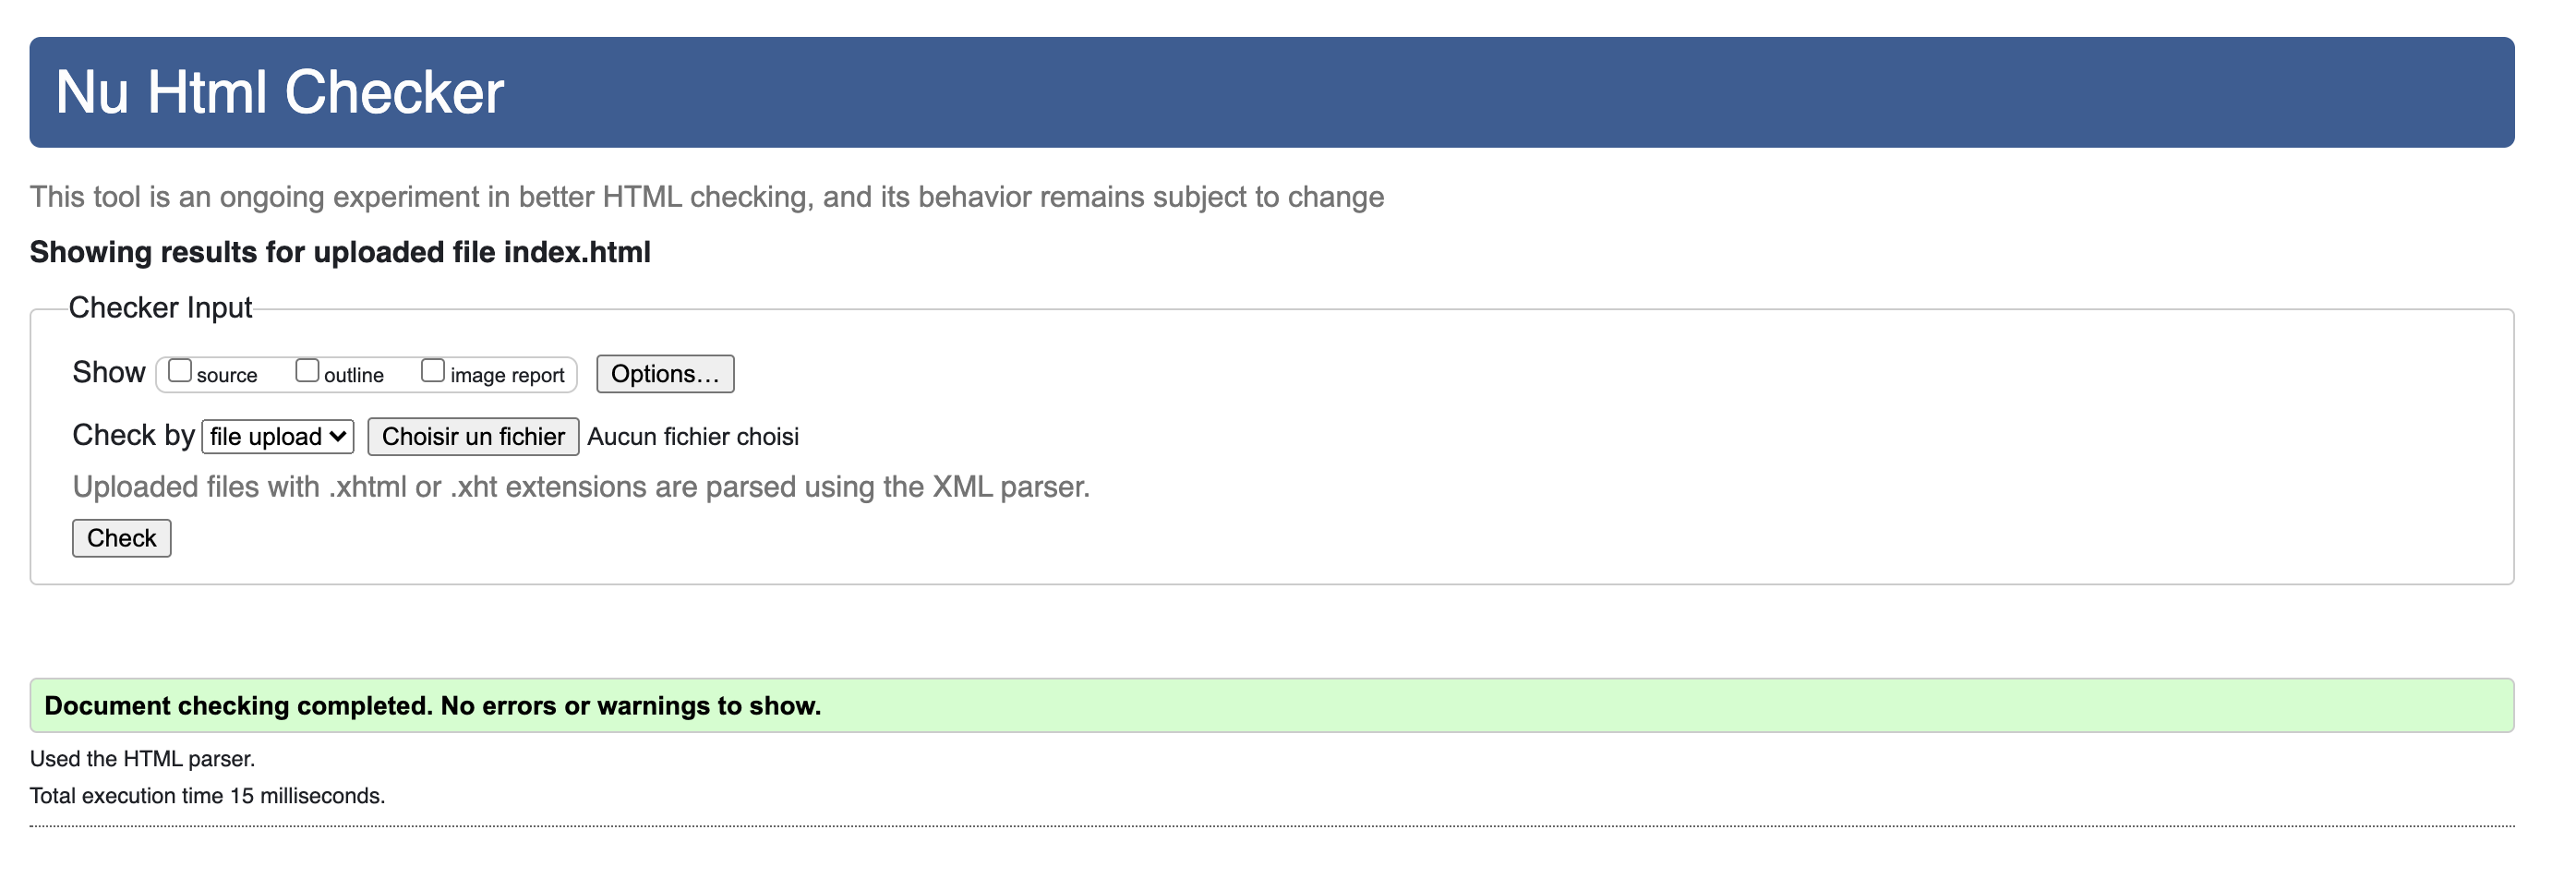 Nu Html Checker
This tool is an ongoing experiment in better HTML checking, and its behavior remains subject to change
Showing results for uploaded file index.html
Checker Input
Show source outline image report Options…
Check by file upload Choisir un fichier Aucun fichier choisi
Uploaded files with .xhtml or .xht extensions are parsed using the XML parser.
Check
Document checking completed. No errors or warnings to show.
Used the HTML parser.
Total execution time 15 milliseconds.